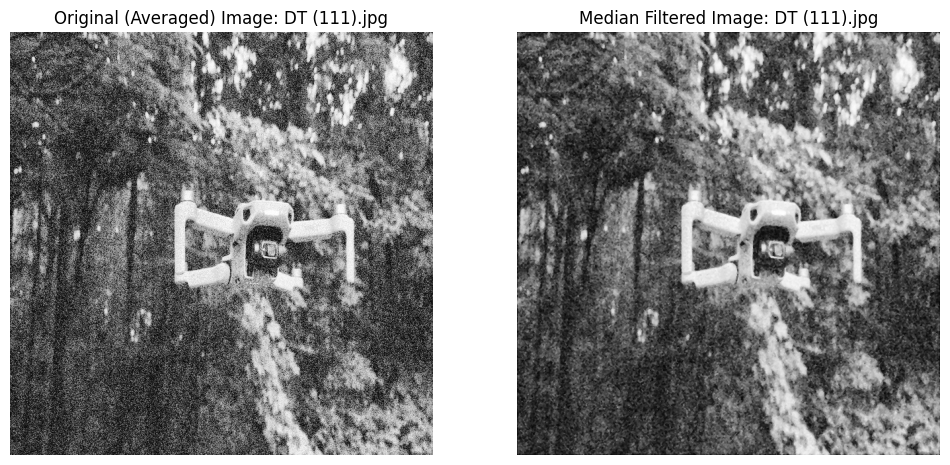 Original (Averaged) Image: DT (111).jpg
Median Filtered Image: DT (111).jpg